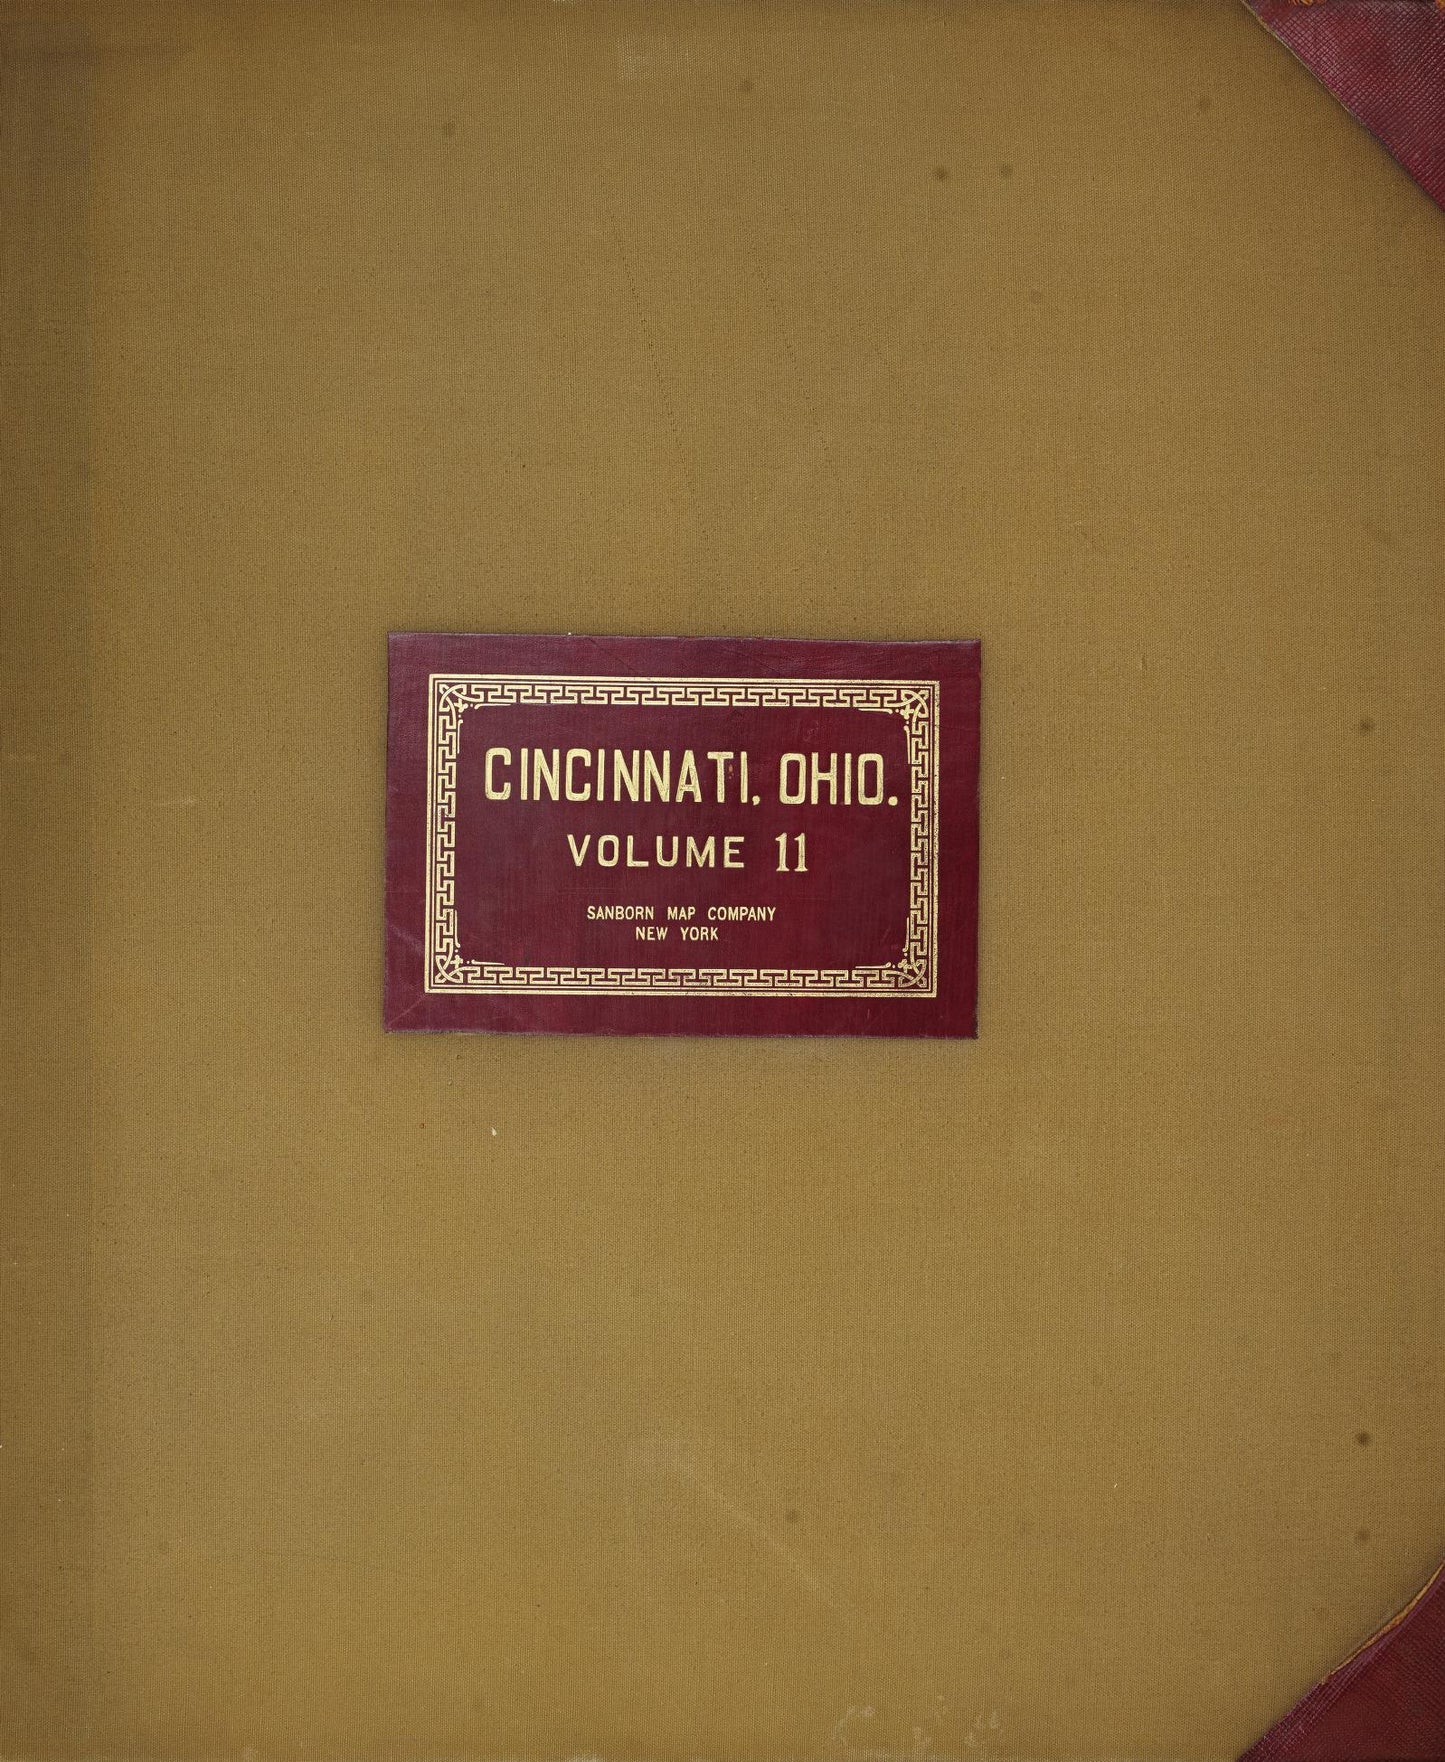 CINCINNATI, OHIO.
VOLUME 11
SANBORN MAP COMPANY
NEW YORK